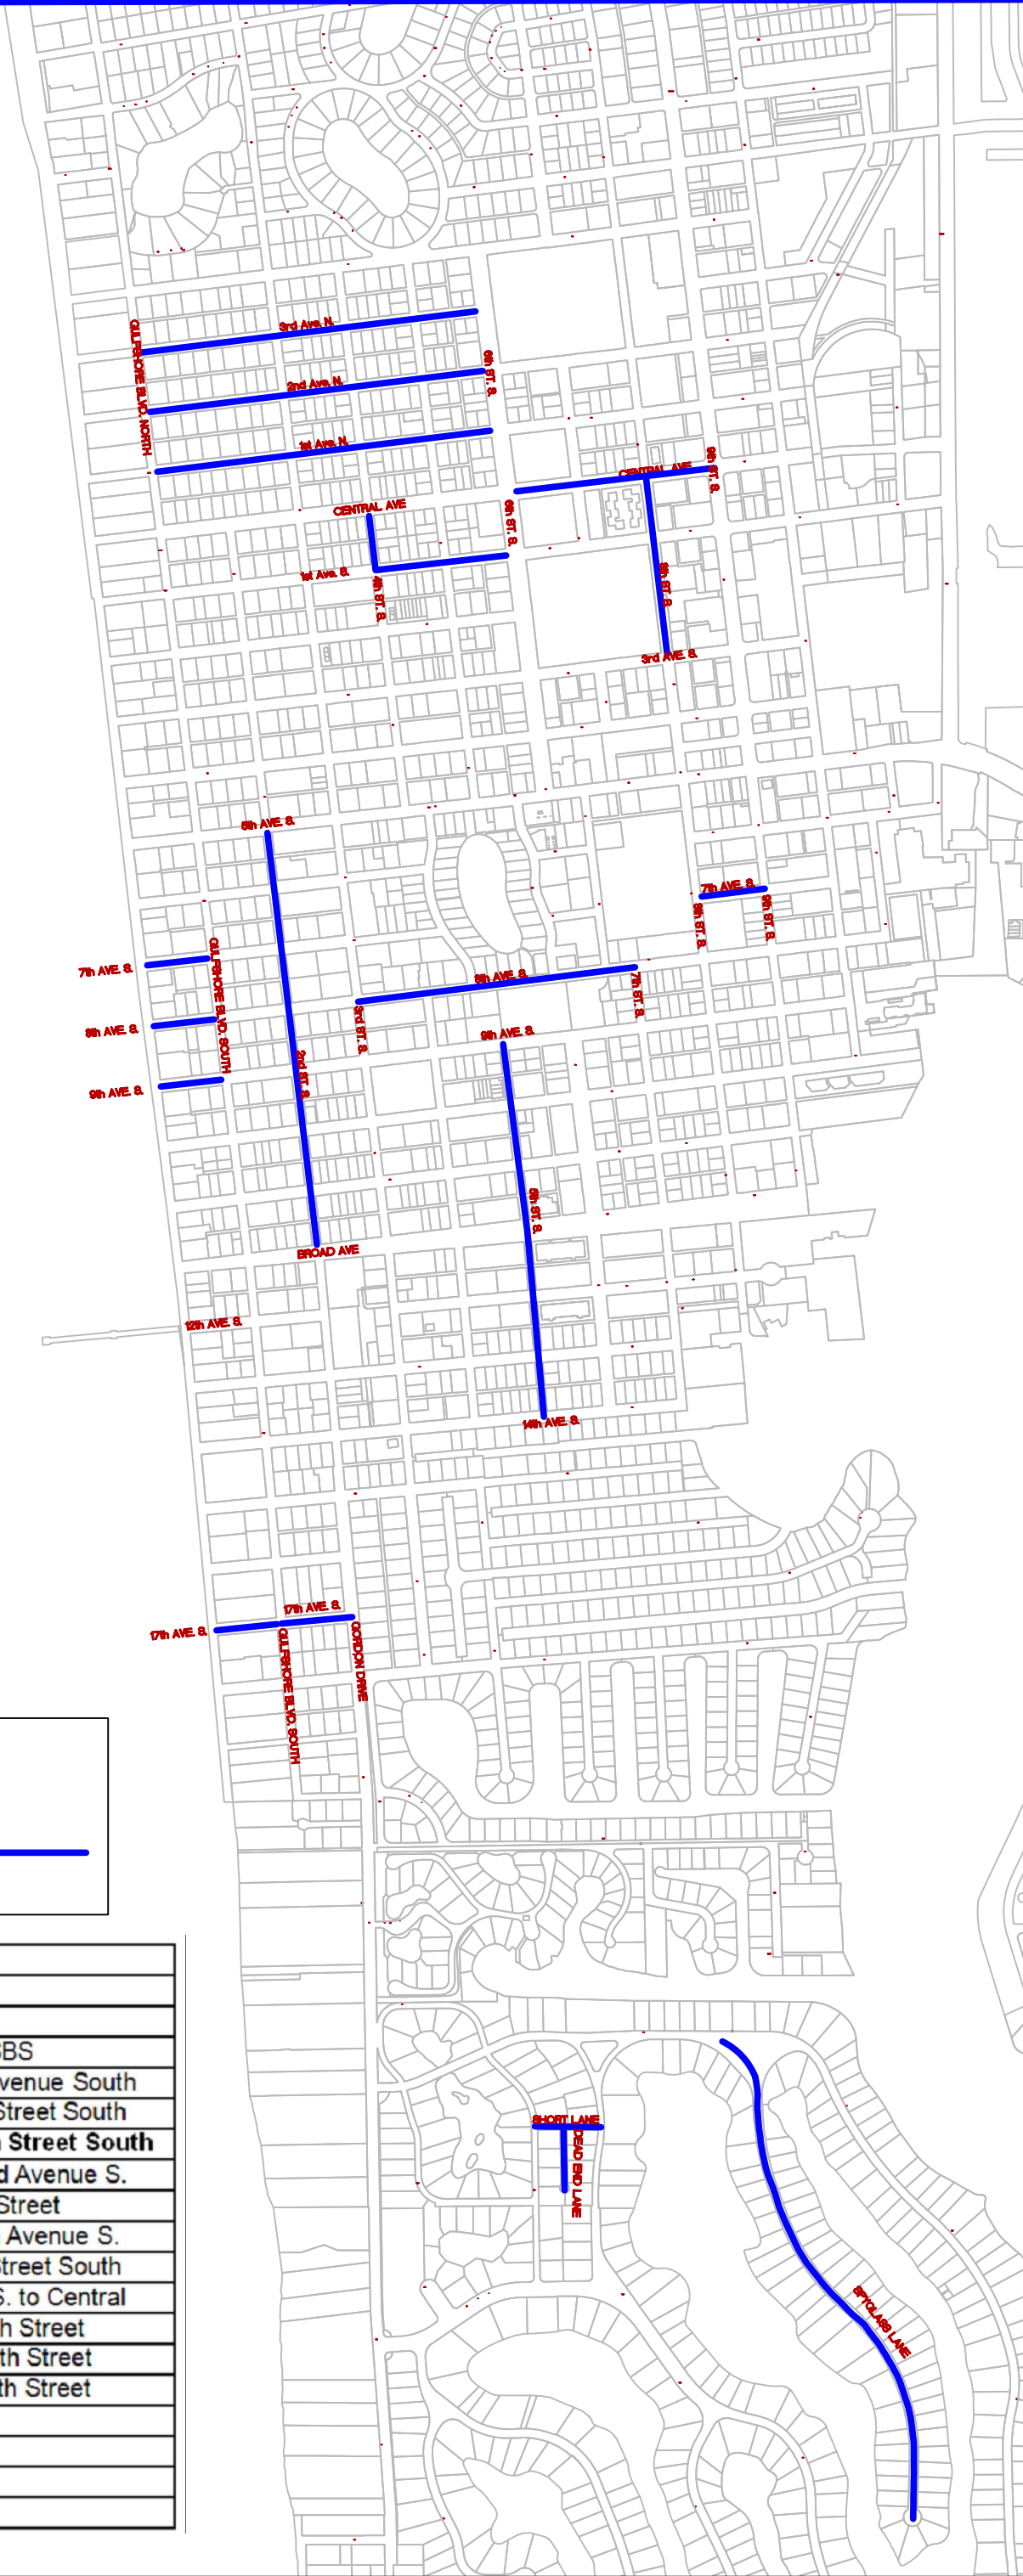 3rd Ave. N.
GULFSHORE BLVD. NORTH
2nd Ave. N.
6th ST. S.
1st Ave. N.
CENTRAL AVE
9th ST. S.
CENTRAL AVE
6th ST. S.
1st Ave. S.
4th ST. S.
8th ST. S.
3rd AVE. S.
5th AVE. S.
7th AVE. S.
8th ST. S.
9th ST. S.
7th AVE. S.
GULFSHORE BLVD. SOUTH
8th AVE. S.
7th ST. S.
3rd ST. S.
8th AVE. S.
9th AVE. S.
2nd ST. S.
9th AVE. S.
5th ST. S.
BROAD AVE
12th AVE. S.
14th AVE. S.
17th AVE. S.
17th AVE. S.
GULFSHORE BLVD. SOUTH
GORDON DRIVE
SHORT LANE
DEAD END LANE
SPYGLASS LANE
BS
venue South
Street South
Street South
d Avenue S.
Street
Avenue S.
Street South
S. to Central
h Street
th Street
th Street